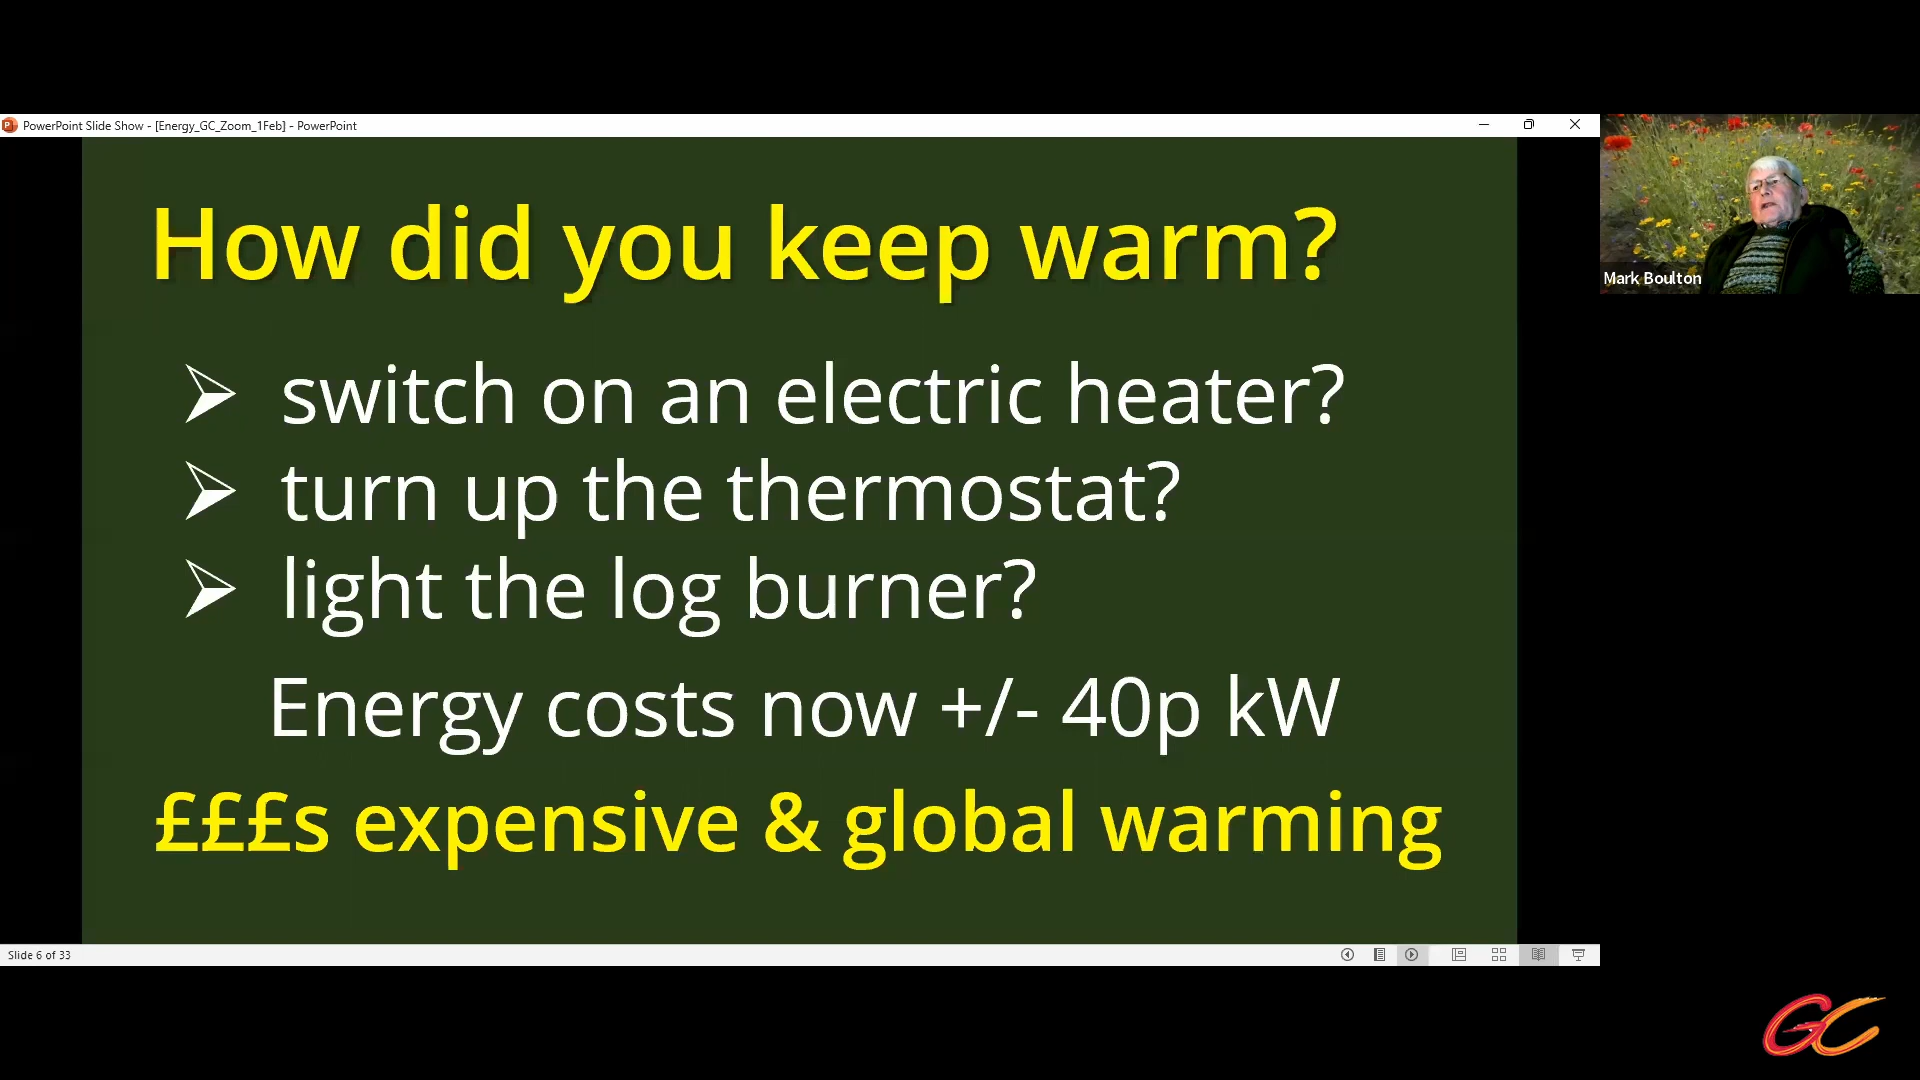 PowerPoint Slide Show - [Energy_GC_Zoom_1Feb] - PowerPoint
How did you keep warm?
switch on an electric heater?
turn up the thermostat?
light the log burner?
Energy costs now +/- 40p kW
£££s expensive & global warming
Mark Boulton
Slide 6 of 33
GC